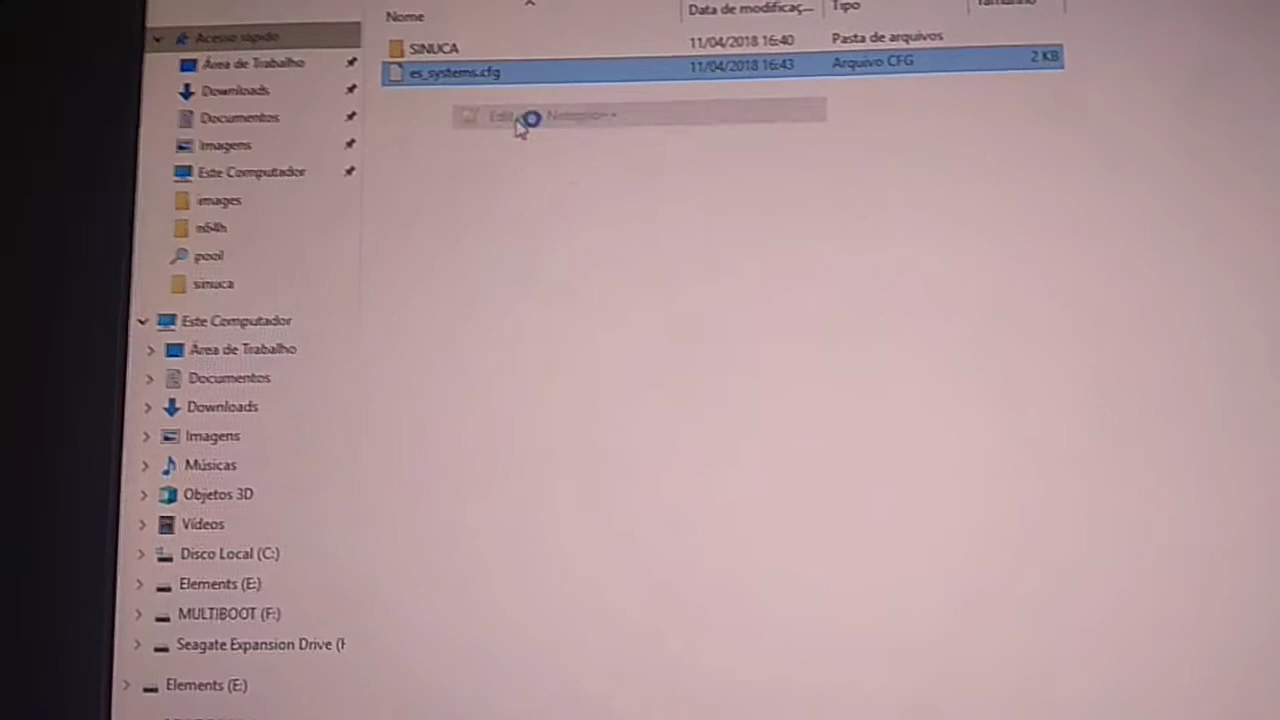 Nome Data de modificaç... Tipo
Acesso rápido
SINUCA 11/04/2018 16:40 Pasta de arquivos
Área de Trabalho
es_systems.cfg 11/04/2018 16:43 Arquivo CFG 2 KB
Downloads
Documentos
Imagens
Este Computador
images
n64h
pool
sinuca
Este Computador
Área de Trabalho
Documentos
Downloads
Imagens
Músicas
Objetos 3D
Vídeos
Disco Local (C:)
Elements (E:)
MULTIBOOT (F:)
Seagate Expansion Drive (H
Elements (E:)